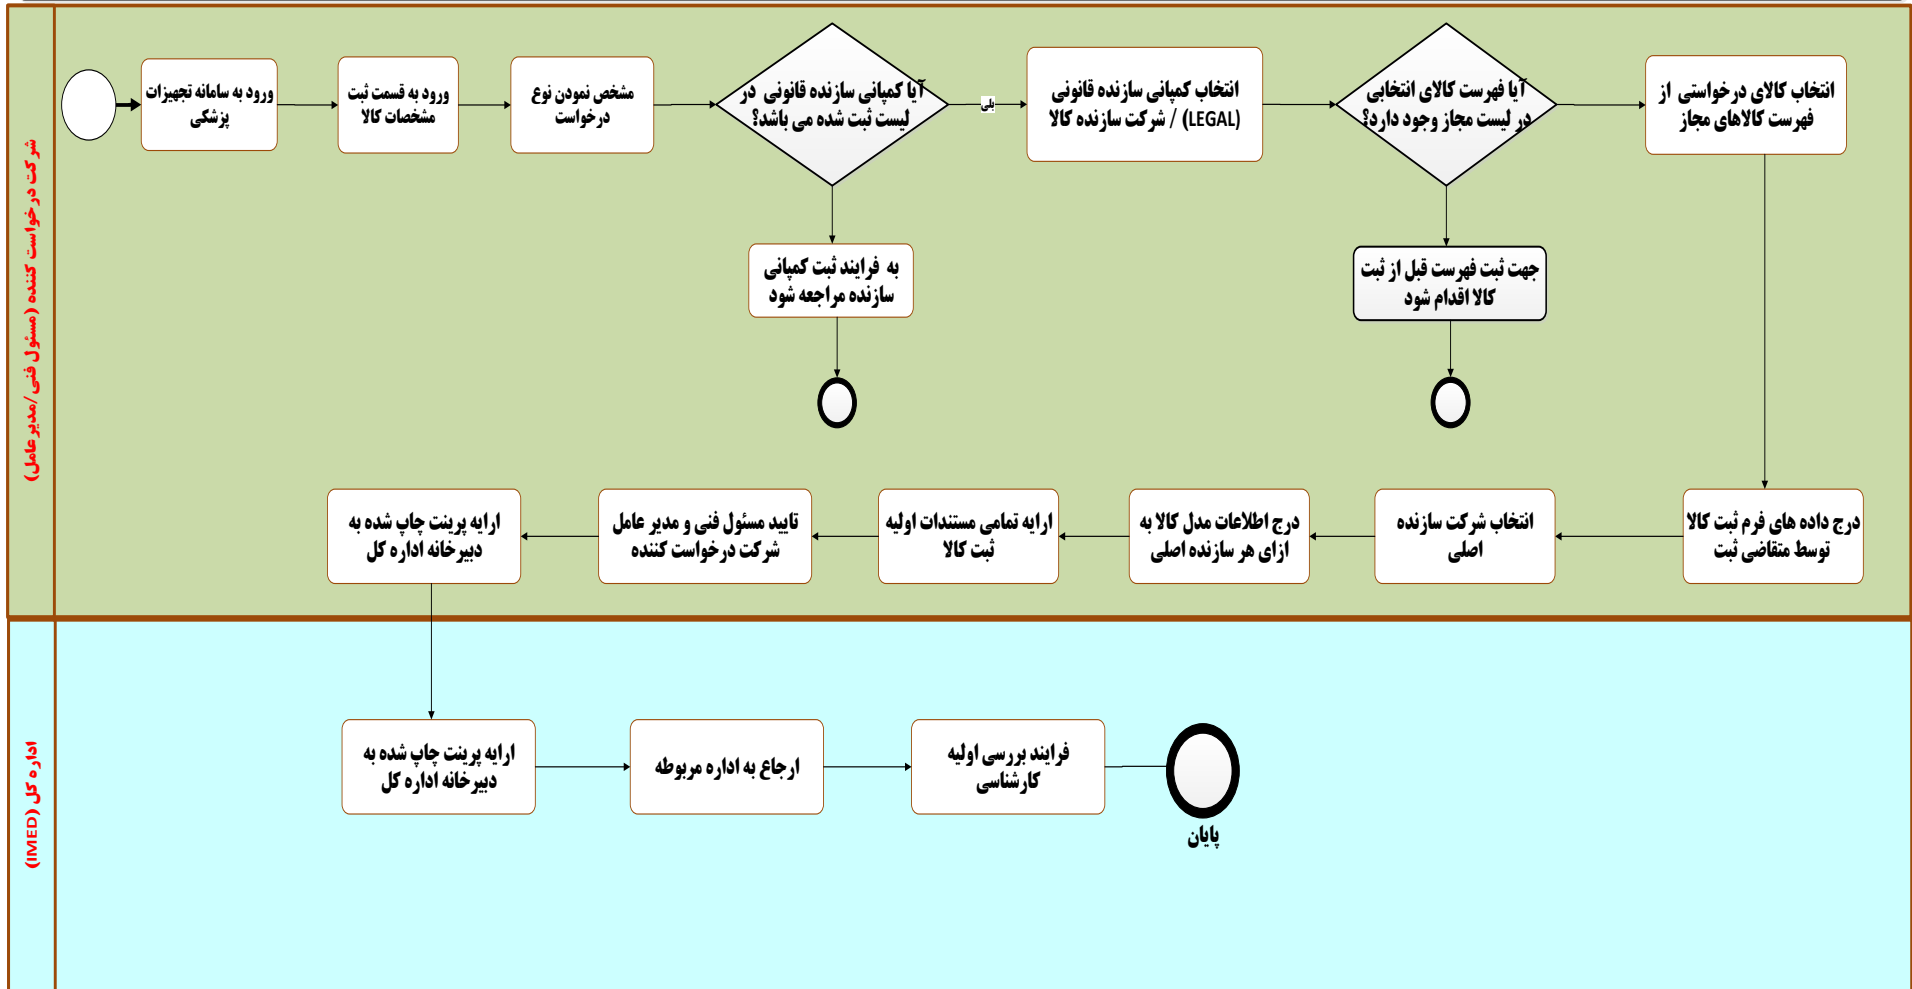 شرکت درخواست کننده (مسئول فنی /مدیرعامل)
ورود به سامانه تجهیزات
پزشکی
ورود به قسمت ثبت
مشخصات کالا
مشخص نمودن نوع
درخواست
آیا کمپانی سازنده قانونی در
لیست ثبت شده می باشد؟
بلی
انتخاب کمپانی سازنده قانونی
(LEGAL) / شرکت سازنده کالا
آیا فهرست کالای انتخابی
در لیست مجاز وجود دارد؟
انتخاب کالای درخواستی از
فهرست کالاهای مجاز
به فرایند ثبت کمپانی
سازنده مراجعه شود
جهت ثبت فهرست قبل از ثبت
کالا اقدام شود
درج داده های فرم ثبت کالا
توسط متقاضی ثبت
انتخاب شرکت سازنده
اصلی
درج اطلاعات مدل کالا به
ازای هر سازنده اصلی
ارایه تمامی مستندات اولیه
ثبت کالا
تایید مسئول فنی و مدیر عامل
شرکت درخواست کننده
ارایه پرینت چاپ شده به
دبیرخانه اداره کل
اداره کل (IMED)
ارایه پرینت چاپ شده به
دبیرخانه اداره کل
ارجاع به اداره مربوطه
فرایند بررسی اولیه
کارشناسی
پایان